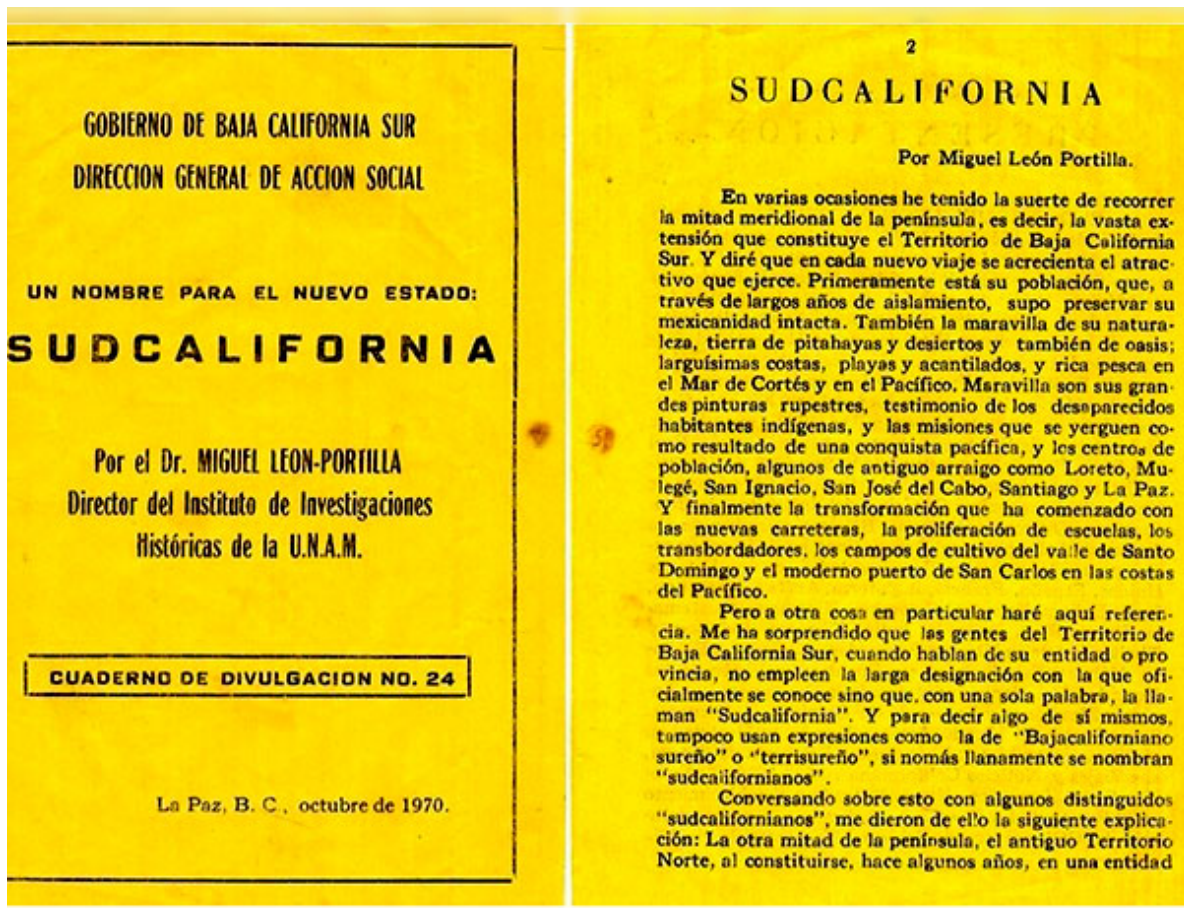 GOBIERNO DE BAJA CALIFORNIA SUR
DIRECCION GENERAL DE ACCION SOCIAL
UN NOMBRE PARA EL NUEVO ESTADO:
SUDCALIFORNIA
Por el Dr. MIGUEL LEON-PORTILLA
Director del Instituto de Investigaciones
Históricas de la U.N.A.M.
CUADERNO DE DIVULGACION NO. 24
La Paz, B. C., octubre de 1970.
2
SUDCALIFORNIA
Por Miguel León Portilla.
En varias ocasiones he tenido la suerte de recorrer
la mitad meridional de la península, es decir, la vasta ex-
tensión que constituye el Territorio de Baja California
Sur. Y diré que en cada nuevo viaje se acrecienta el atrac-
tivo que ejerce. Primeramente está su población, que, a
través de largos años de aislamiento, supo preservar su
mexicanidad intacta. También la maravilla de su natura-
leza, tierra de pitahayas y desiertos y también de oasis;
larguísimas costas, playas y acantilados, y rica pesca en
el Mar de Cortés y en el Pacífico. Maravilla son sus gran-
des pinturas rupestres, testimonio de los desaparecidos
habitantes indígenas, y las misiones que se yerguen co-
mo resultado de una conquista pacífica, y los centros de
población, algunos de antiguo arraigo como Loreto, Mu-
legé, San Ignacio, San José del Cabo, Santiago y La Paz.
Y finalmente la transformación que ha comenzado con
las nuevas carreteras, la proliferación de escuelas, los
transbordadores, los campos de cultivo del valle de Santo
Domingo y el moderno puerto de San Carlos en las costas
del Pacífico.
Pero a otra cosa en particular haré aquí referen-
cia. Me ha sorprendido que las gentes del Territorio de
Baja California Sur, cuando hablan de su entidad o pro
vincia, no empleen la larga designación con la que ofi-
cialmente se conoce sino que, con una sola palabra, la lla-
man "Sudcalifornia". Y para decir algo de sí mismos,
tampoco usan expresiones como la de "Bajacaliforniano
sureño" o "terrisureño", si nomás llanamente se nombran
"sudcalifornianos".
Conversando sobre esto con algunos distinguidos
"sudcalifornianos", me dieron de ello la siguiente explica-
ción: La otra mitad de la península, el antiguo Territorio
Norte, al constituirse, hace algunos años, en una entidad